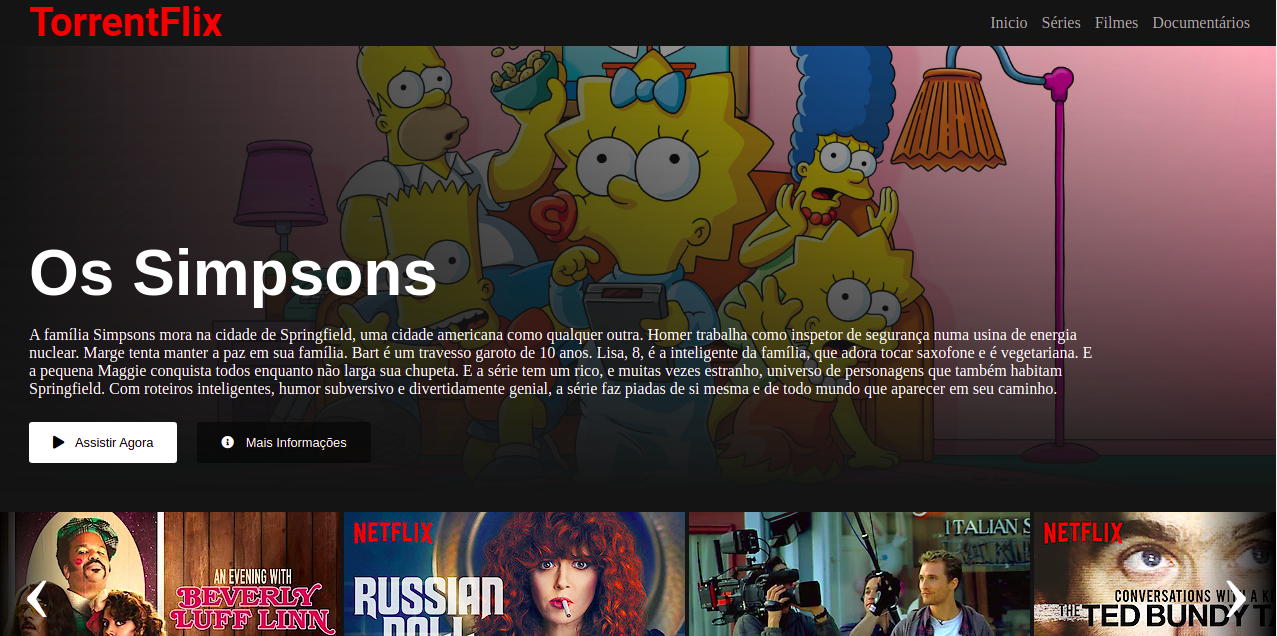 TorrentFlix
Inicio Séries Filmes Documentários
Os Simpsons
A família Simpsons mora na cidade de Springfield, uma cidade americana como qualquer outra. Homer trabalha como inspetor de segurança numa usina de energia
nuclear. Marge tenta manter a paz em sua família. Bart é um travesso garoto de 10 anos. Lisa, 8, é a inteligente da família, que adora tocar saxofone e é vegetariana. E
a pequena Maggie conquista todos enquanto não larga sua chupeta. E a série tem um rico, e muitas vezes estranho, universo de personagens que também habitam
Springfield. Com roteiros inteligentes, humor subversivo e divertidamente genial, a série faz piadas de si mesma e de todo mundo que aparecer em seu caminho.
Assistir Agora
Mais Informações
AN EVENING WITH
BEVERLY
LUFF LINN
NETFLIX
RUSSIAN
DOLL
ITALIAN
NETFLIX
CONVERSATIONS WITH A
THE TED BUNDY